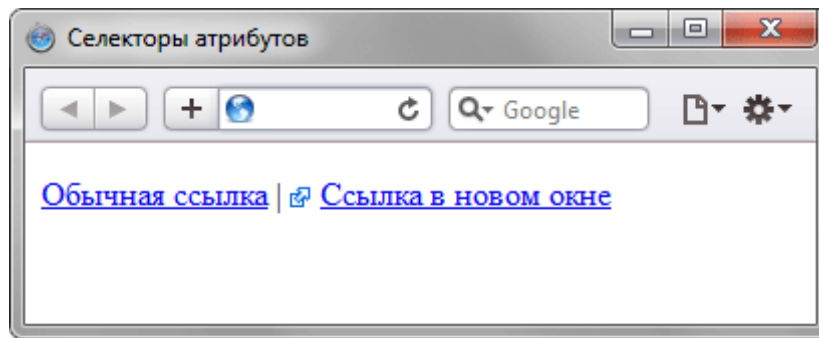 Селекторы атрибутов
Google
Обычная ссылка | Ссылка в новом окне